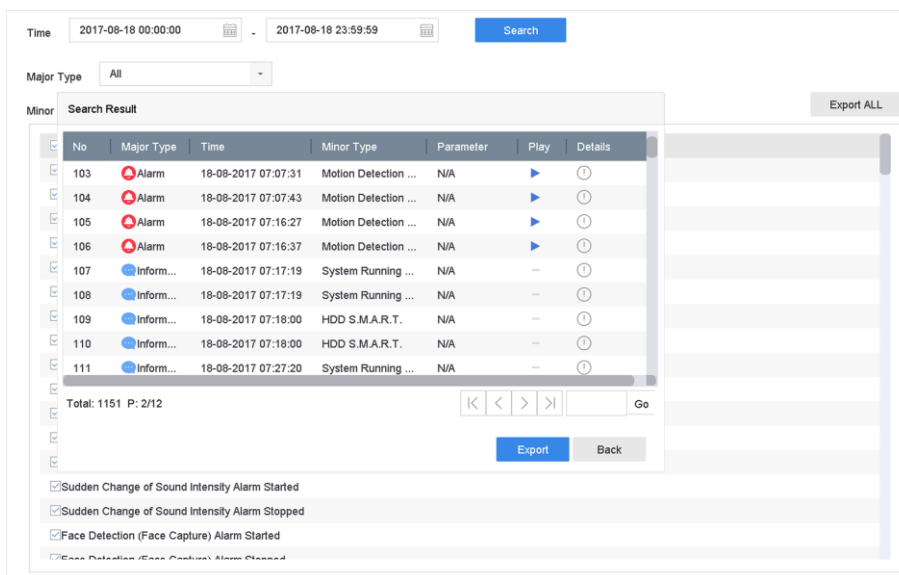 Time 2017-08-18 00:00:00 - 2017-08-18 23:59:59 Search
Major Type All
Minor
Export ALL
Search Result
No Major Type Time Minor Type Parameter Play Details
103 Alarm 18-08-2017 07:07:31 Motion Detection ... N/A
104 Alarm 18-08-2017 07:07:43 Motion Detection ... N/A
105 Alarm 18-08-2017 07:16:27 Motion Detection ... N/A
106 Alarm 18-08-2017 07:16:37 Motion Detection ... N/A
107 Inform... 18-08-2017 07:17:19 System Running ... N/A —
108 Inform... 18-08-2017 07:17:19 System Running ... N/A —
109 Inform... 18-08-2017 07:18:00 HDD S.M.A.R.T. N/A —
110 Inform... 18-08-2017 07:18:00 HDD S.M.A.R.T. N/A —
111 Inform... 18-08-2017 07:27:20 System Running ... N/A —
Total: 1151 P: 2/12 Go
Export Back
Sudden Change of Sound Intensity Alarm Started
Sudden Change of Sound Intensity Alarm Stopped
Face Detection (Face Capture) Alarm Started
Face Detection (Face Capture) Alarm Stopped